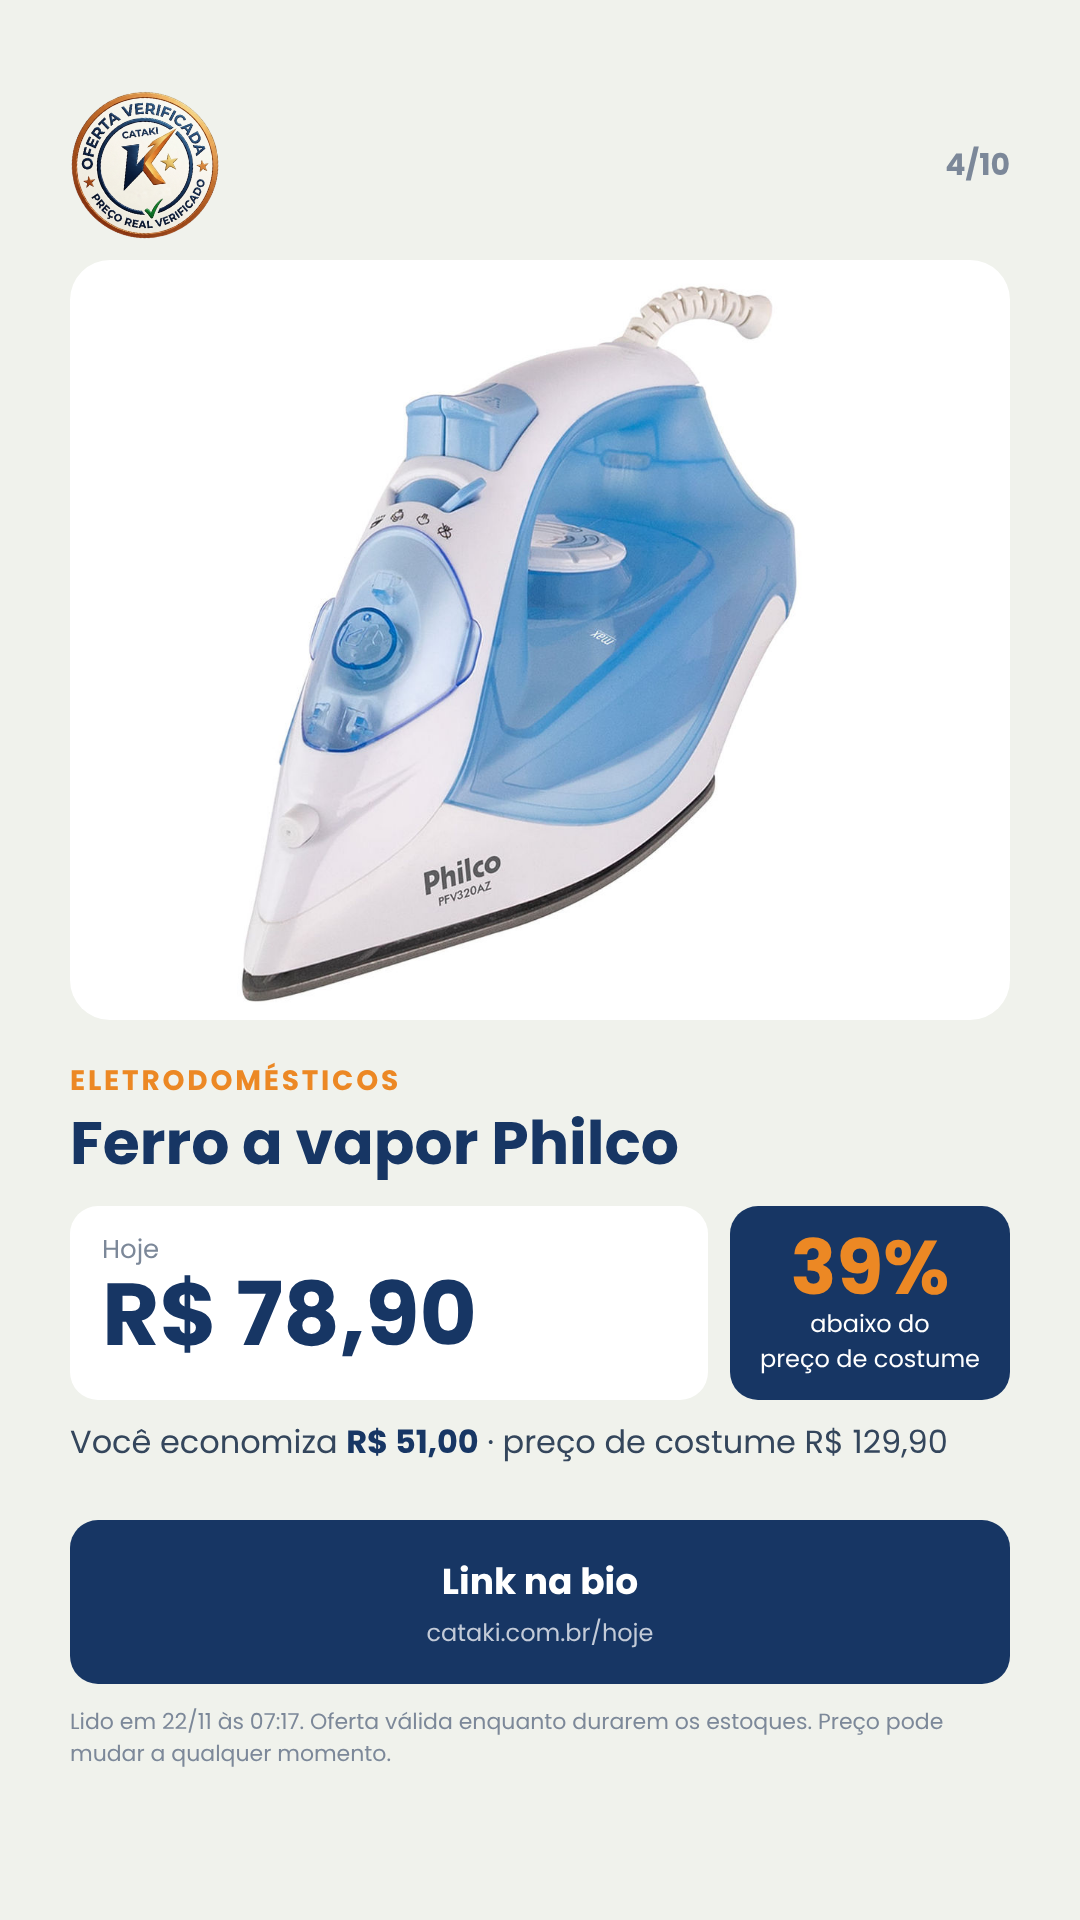 OFERTA VERIFICADA
CATAKI
K
PREÇO REAL VERIFICADO
4/10
max
Philco
PFV320AZ
ELETRODOMÉSTICOS
Ferro a vapor Philco
Hoje
R$ 78,90
39%
abaixo do
preço de costume
Você economiza R$ 51,00 · preço de costume R$ 129,90
Link na bio
cataki.com.br/hoje
Lido em 22/11 às 07:17. Oferta válida enquanto durarem os estoques. Preço pode
mudar a qualquer momento.